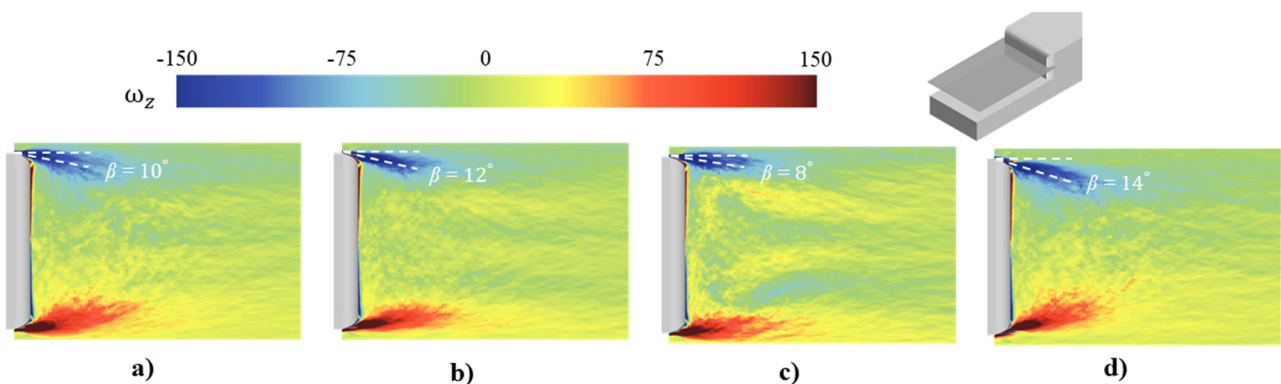 -150 -75 0 75 150
ω_z
β = 10°
β = 12°
β = 8°
β = 14°
a) b) c) d)